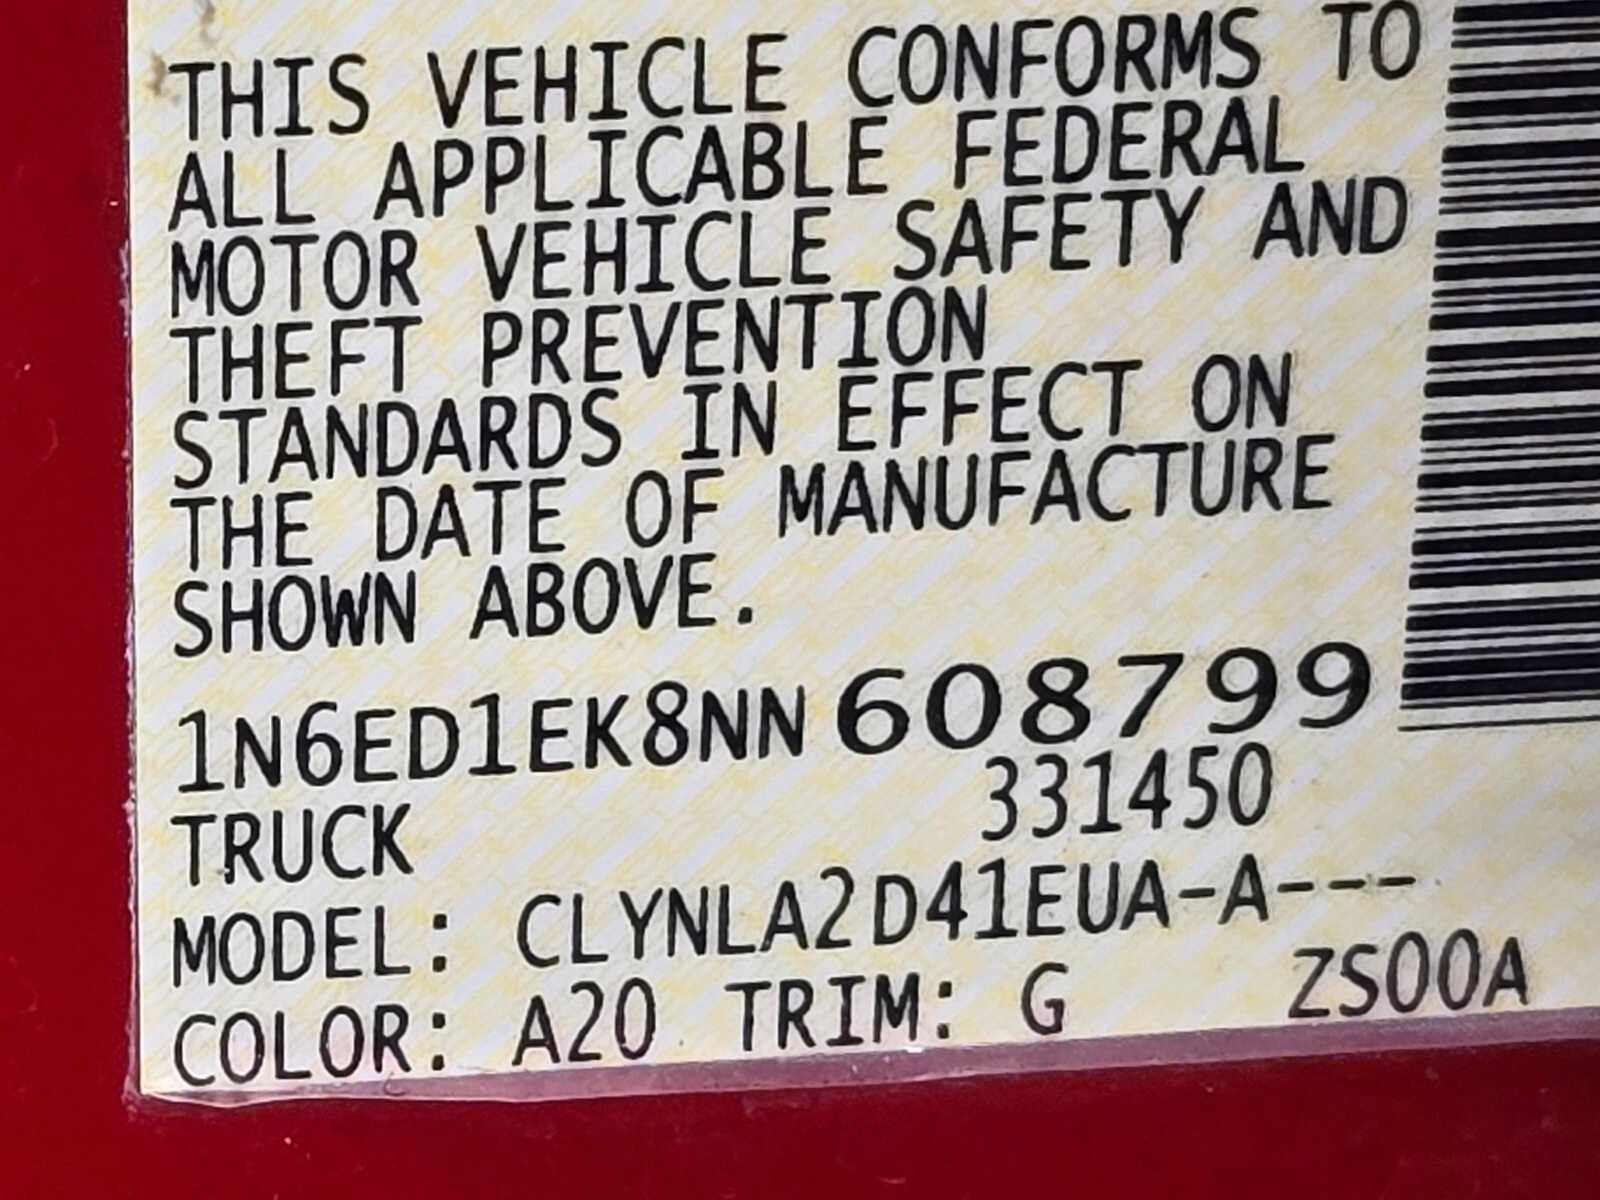 THIS VEHICLE CONFORMS TO
ALL APPLICABLE FEDERAL
MOTOR VEHICLE SAFETY AND
THEFT PREVENTION
STANDARDS IN EFFECT ON
THE DATE OF MANUFACTURE
SHOWN ABOVE.
1N6ED1EK8NN608799
TRUCK 331450
MODEL: CLYNLA2D41EUA-A---
COLOR: A20 TRIM: G ZS00A